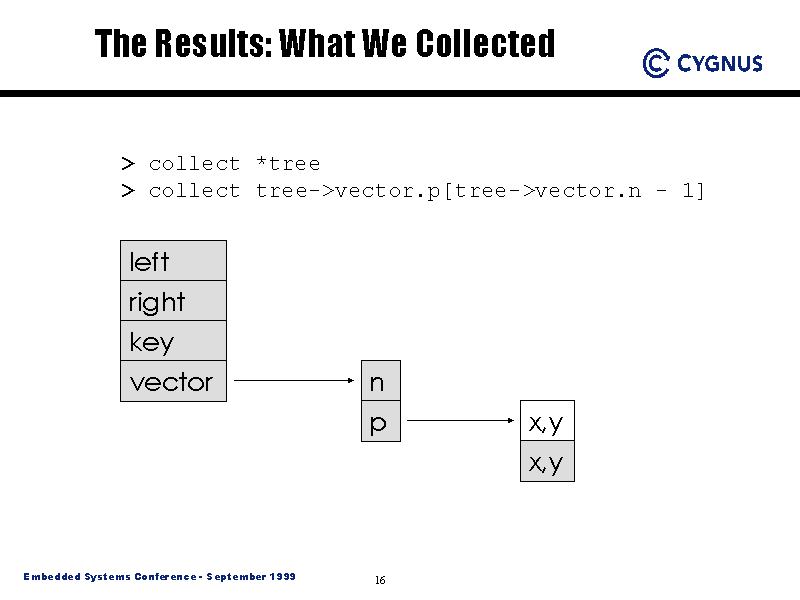 The Results: What We Collected
CYGNUS
> collect *tree
> collect tree->vector.p[tree->vector.n - 1]
left
right
key
vector
n
p
x,y
x,y
Embedded Systems Conference - September 1999
16